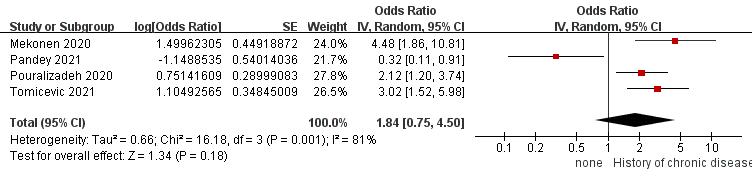 Odds Ratio Odds Ratio
Study or Subgroup log[Odds Ratio] SE Weight IV, Random, 95% CI IV, Random, 95% CI
Mekonen 2020 1.49962305 0.44918872 24.0% 4.48 [1.86, 10.81]
Pandey 2021 -1.1488535 0.54014036 21.7% 0.32 [0.11, 0.91]
Pouralizadeh 2020 0.75141609 0.28999083 27.8% 2.12 [1.20, 3.74]
Tomicevic 2021 1.10492565 0.34845009 26.5% 3.02 [1.52, 5.98]
Total (95% CI) 100.0% 1.84 [0.75, 4.50]
Heterogeneity: Tau² = 0.66; Chi² = 16.18, df = 3 (P = 0.001); I² = 81%
Test for overall effect: Z = 1.34 (P = 0.18)
0.1 0.2 0.5 1 2 5 10
none History of chronic disease